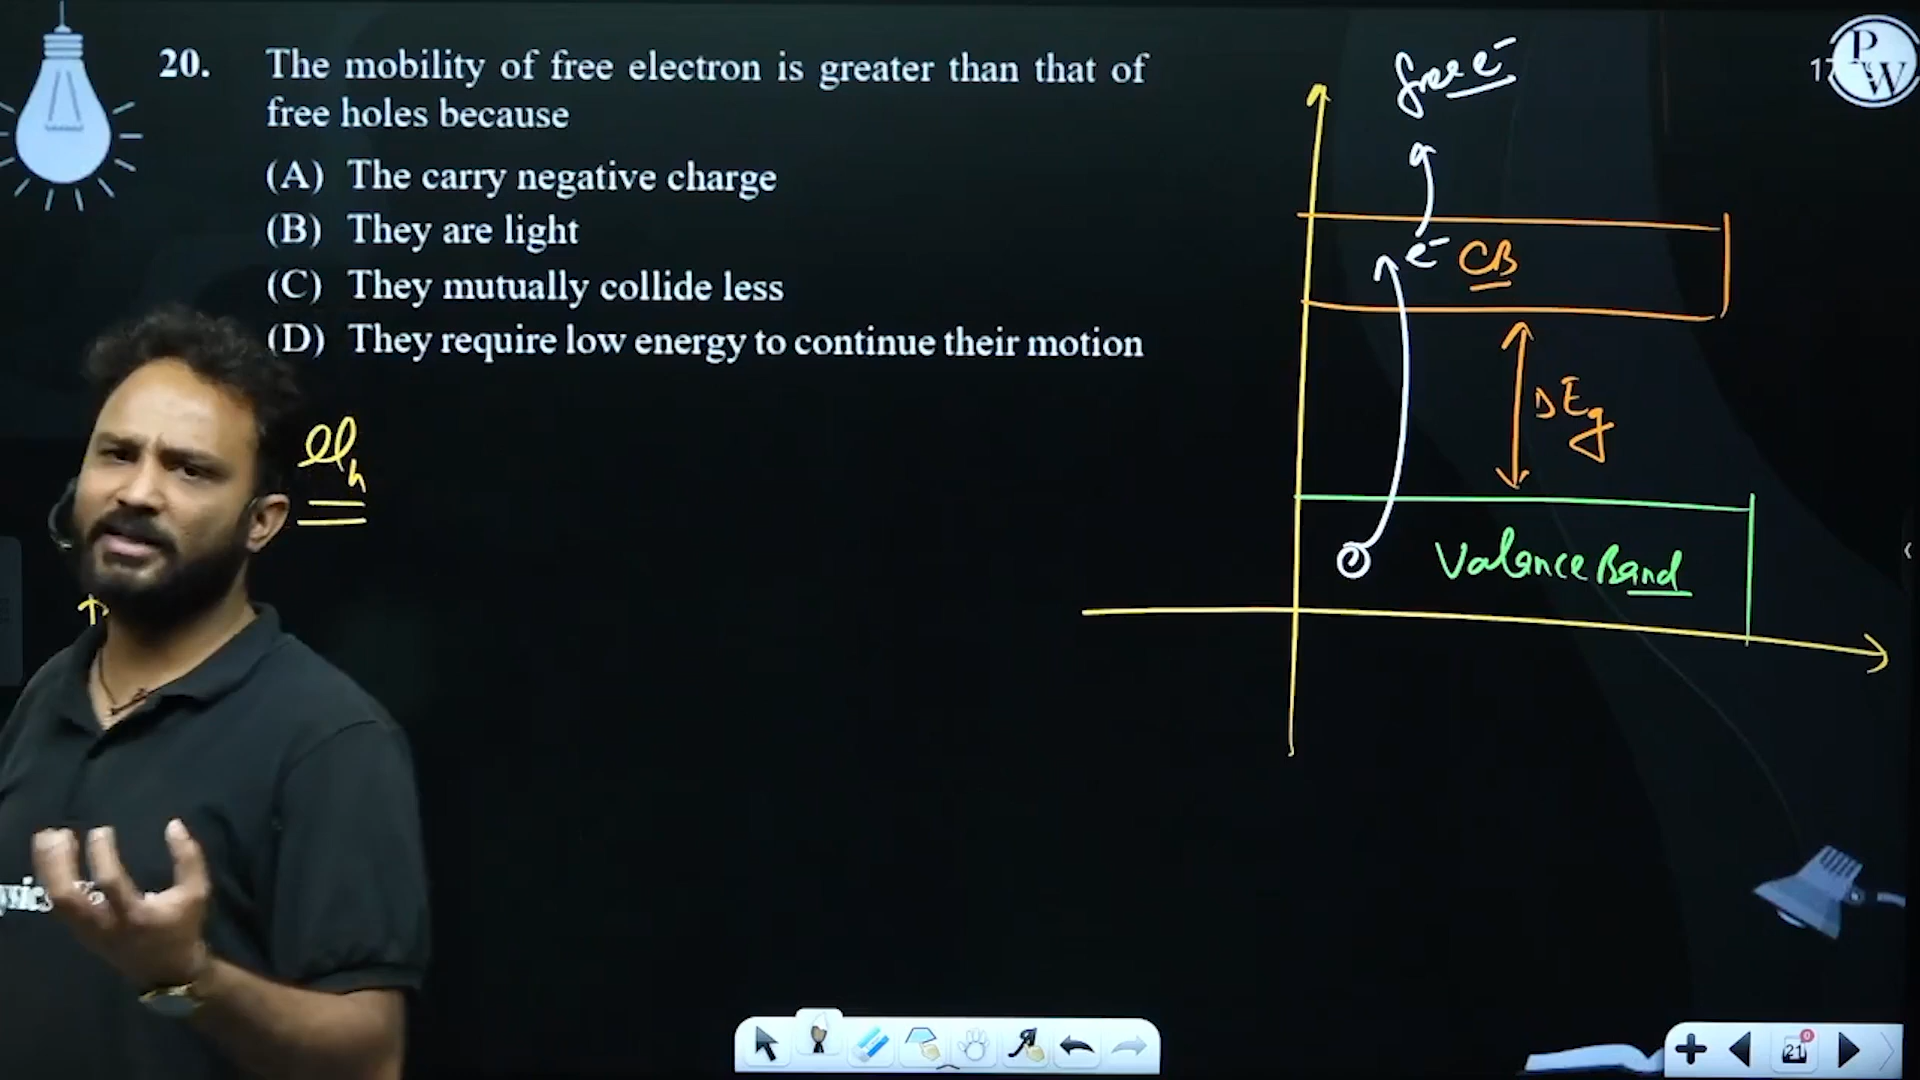 20. The mobility of free electron is greater than that of
free holes because
(A) The carry negative charge
(B) They are light
(C) They mutually collide less
(D) They require low energy to continue their motion
free e⁻
PW
e⁻ CB
ΔEg
Valence Band
21